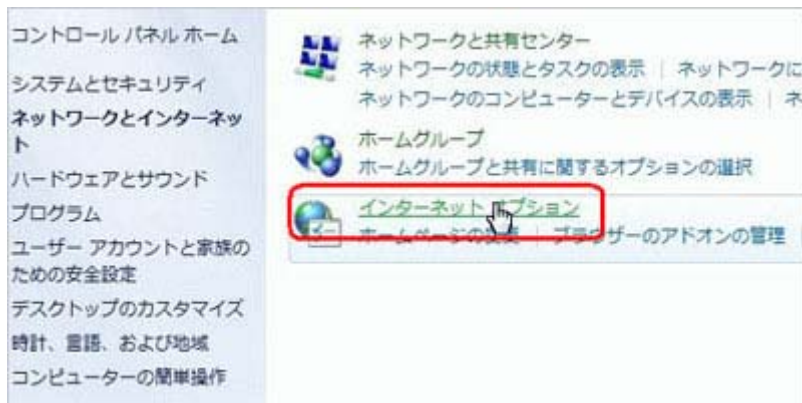 コントロール パネル ホーム
システムとセキュリティ
ネットワークとインターネッ
ト
ハードウェアとサウンド
プログラム
ユーザー アカウントと家族の
ための安全設定
デスクトップのカスタマイズ
時計、言語、および地域
コンピューターの簡単操作
ネットワークと共有センター
ネットワークの状態とタスクの表示 | ネットワークに
ネットワークのコンピューターとデバイスの表示 | ネ
ホームグループ
ホームグループと共有に関するオプションの選択
インターネット オプション
ホームページの変更 | ブラウザーのアドオンの管理